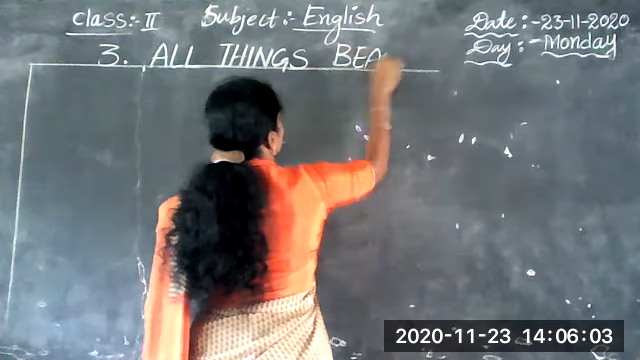 class:- II Subject:- English
Date:-23-11-2020
Day:-Monday
3. ALL THINGS BEA
2020-11-23 14:06:03